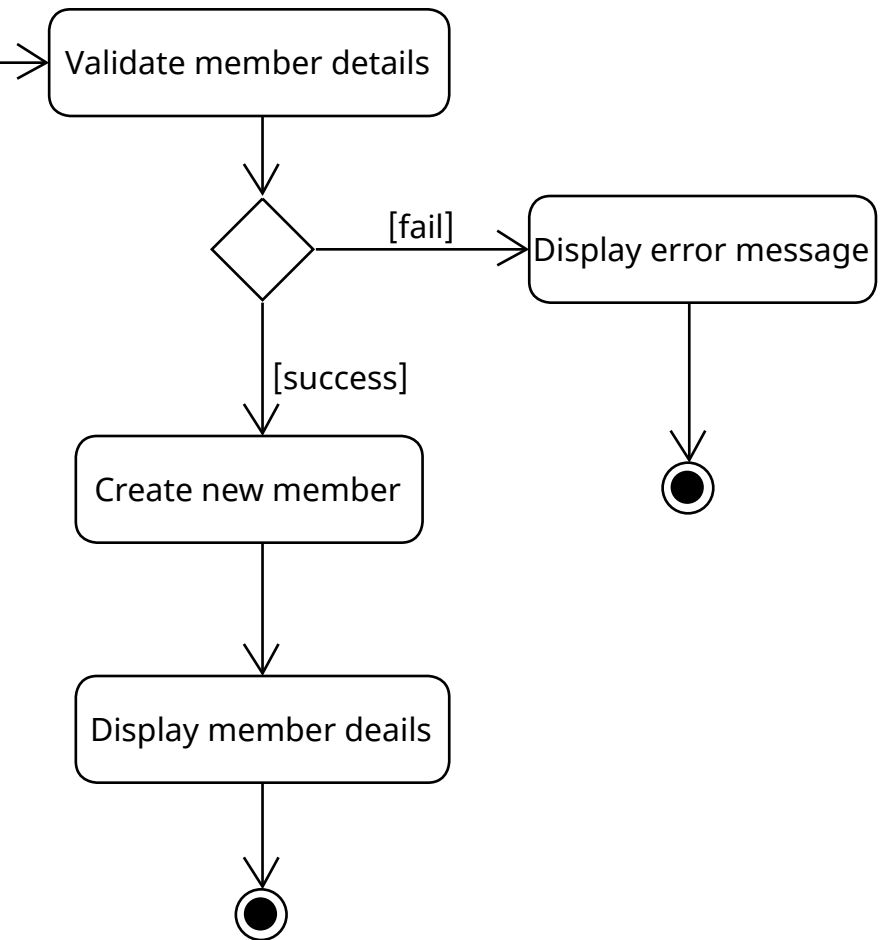 Validate member details
[fail]
Display error message
[success]
Create new member
Display member deails